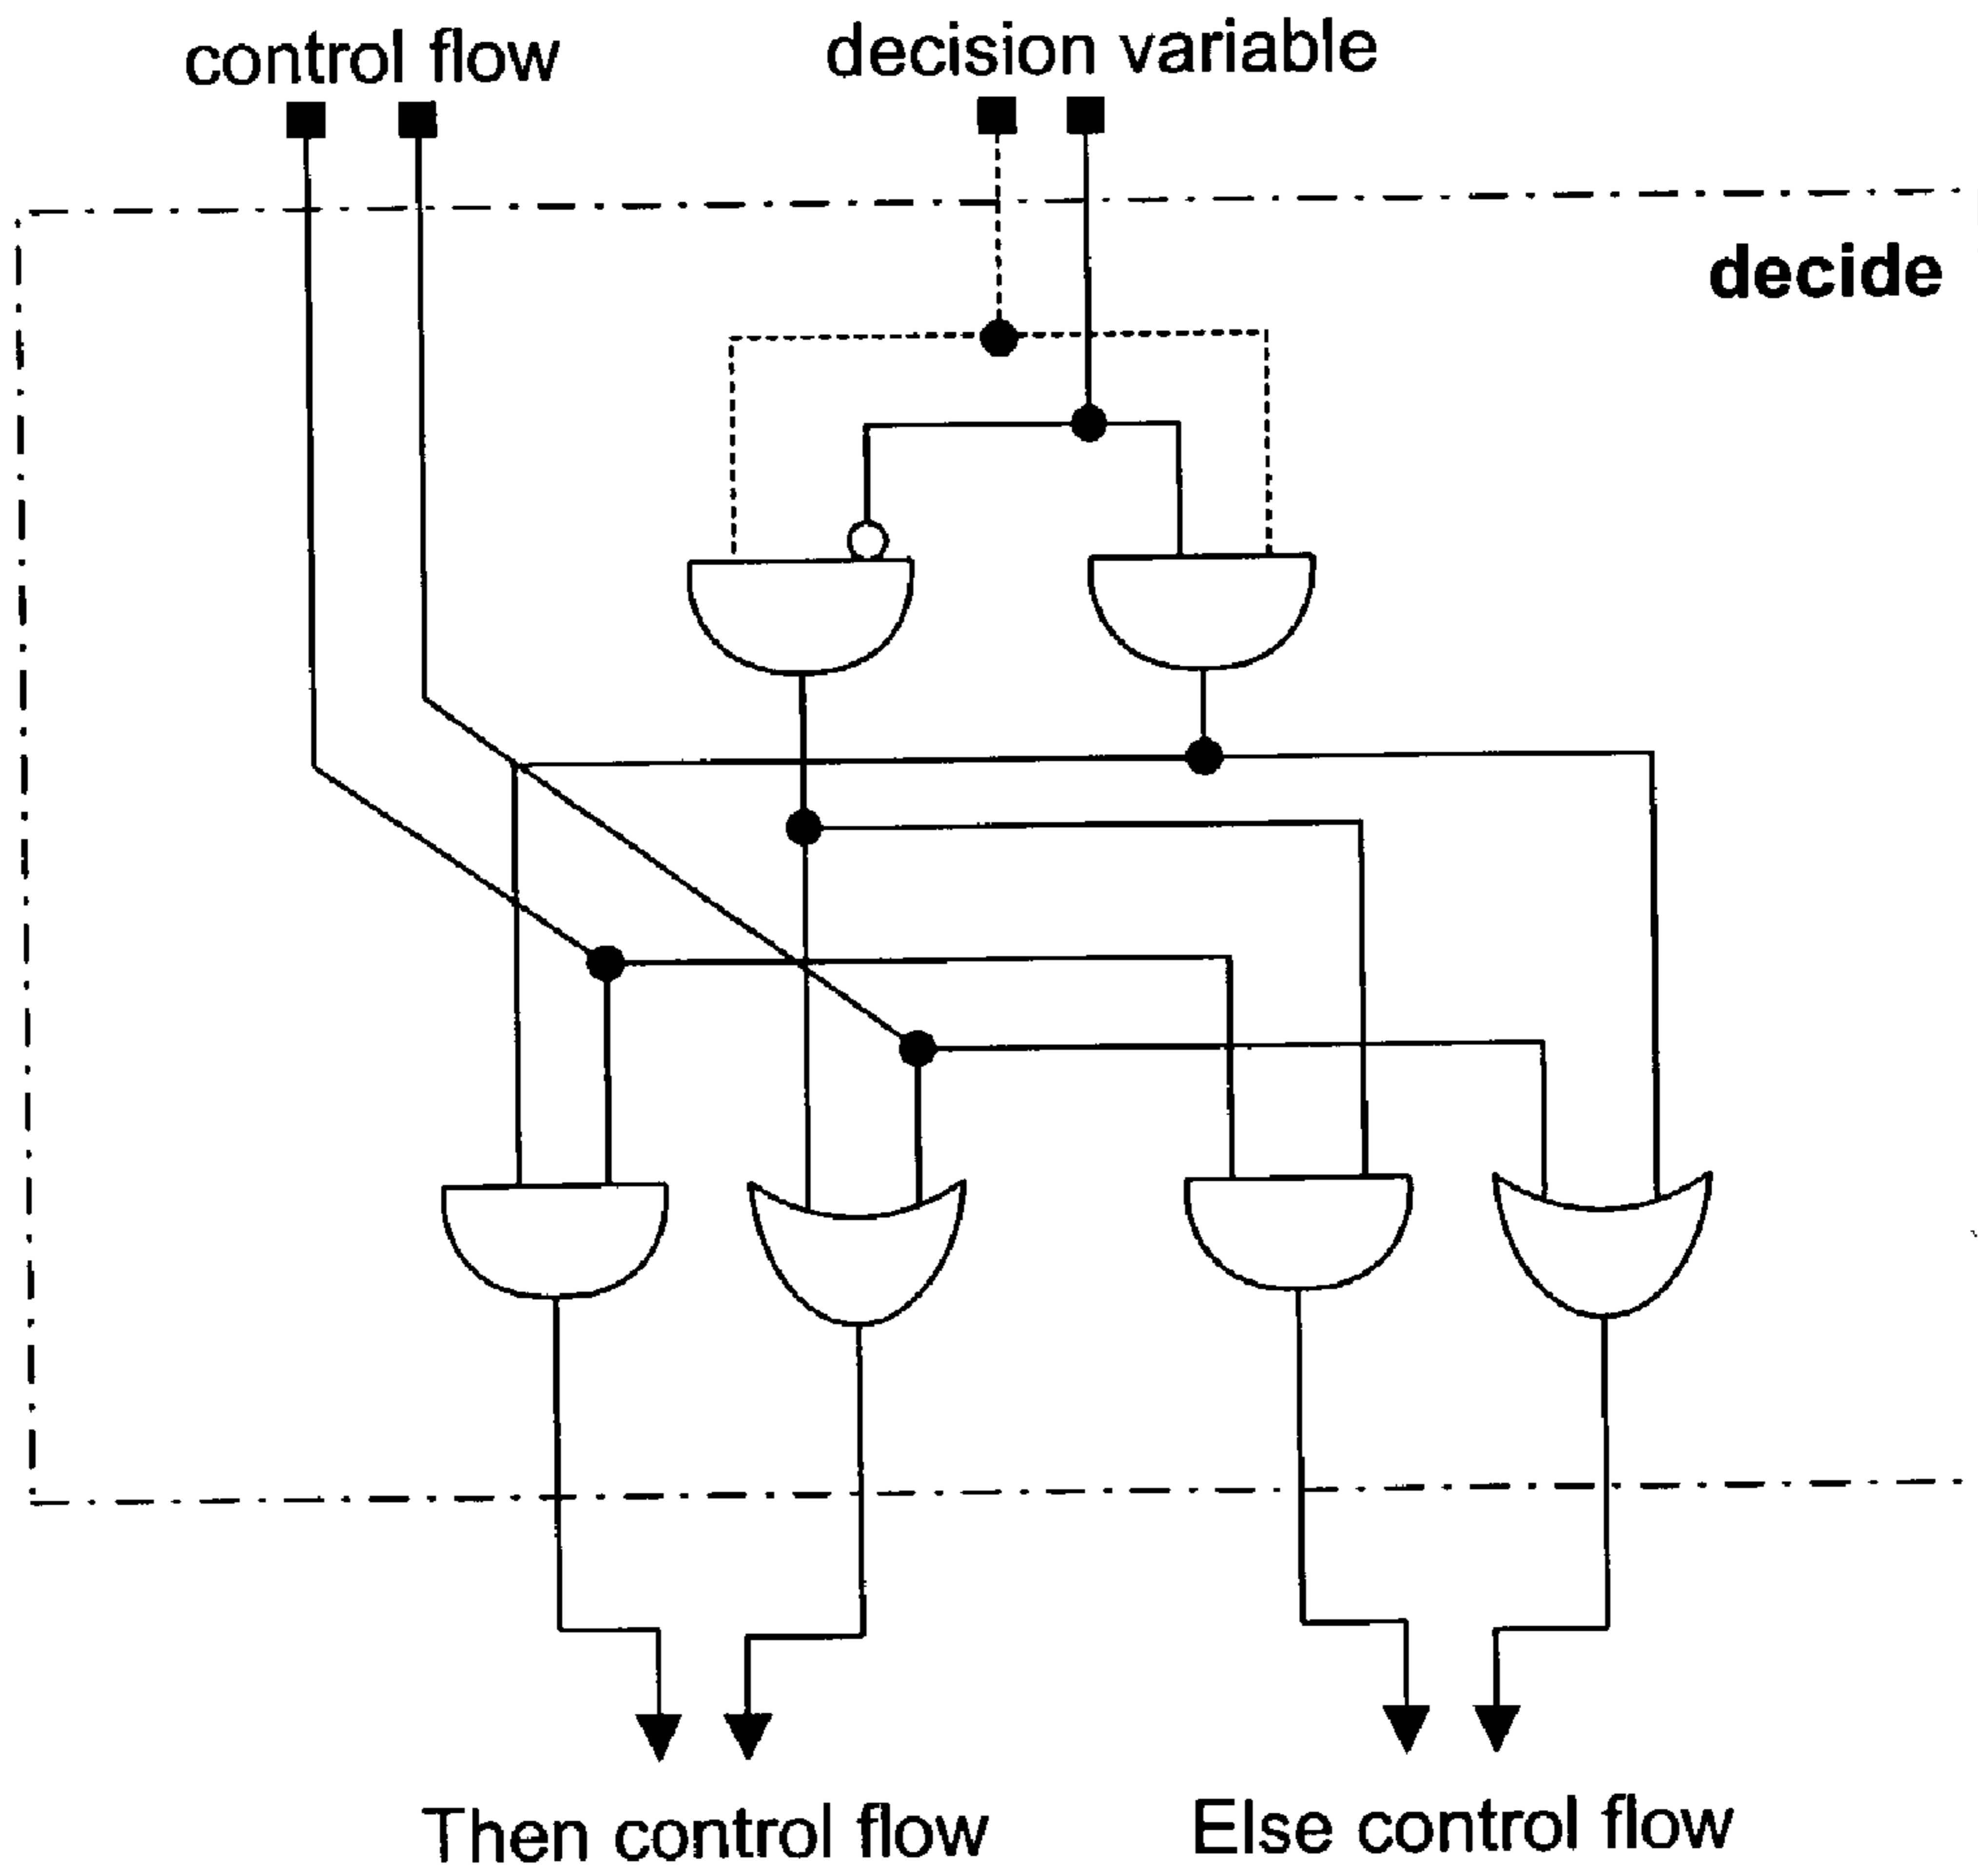 control flow
decision variable
decide
Then control flow
Else control flow